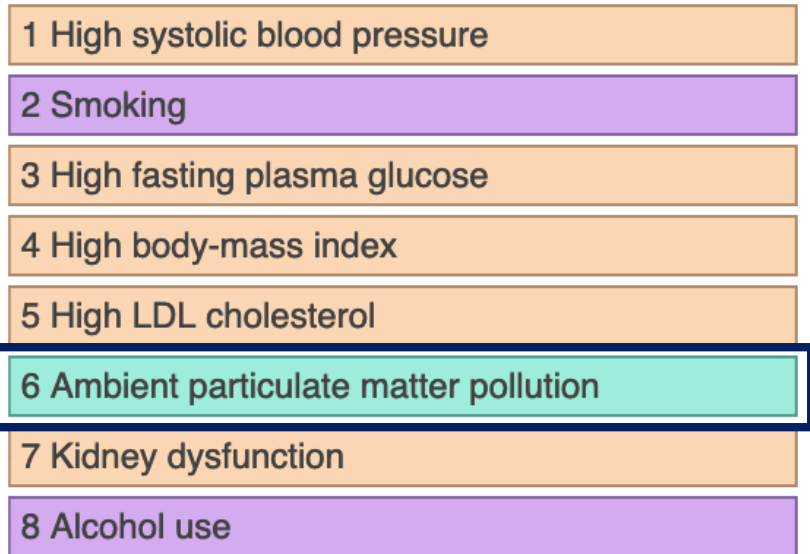 1 High systolic blood pressure
2 Smoking
3 High fasting plasma glucose
4 High body-mass index
5 High LDL cholesterol
6 Ambient particulate matter pollution
7 Kidney dysfunction
8 Alcohol use